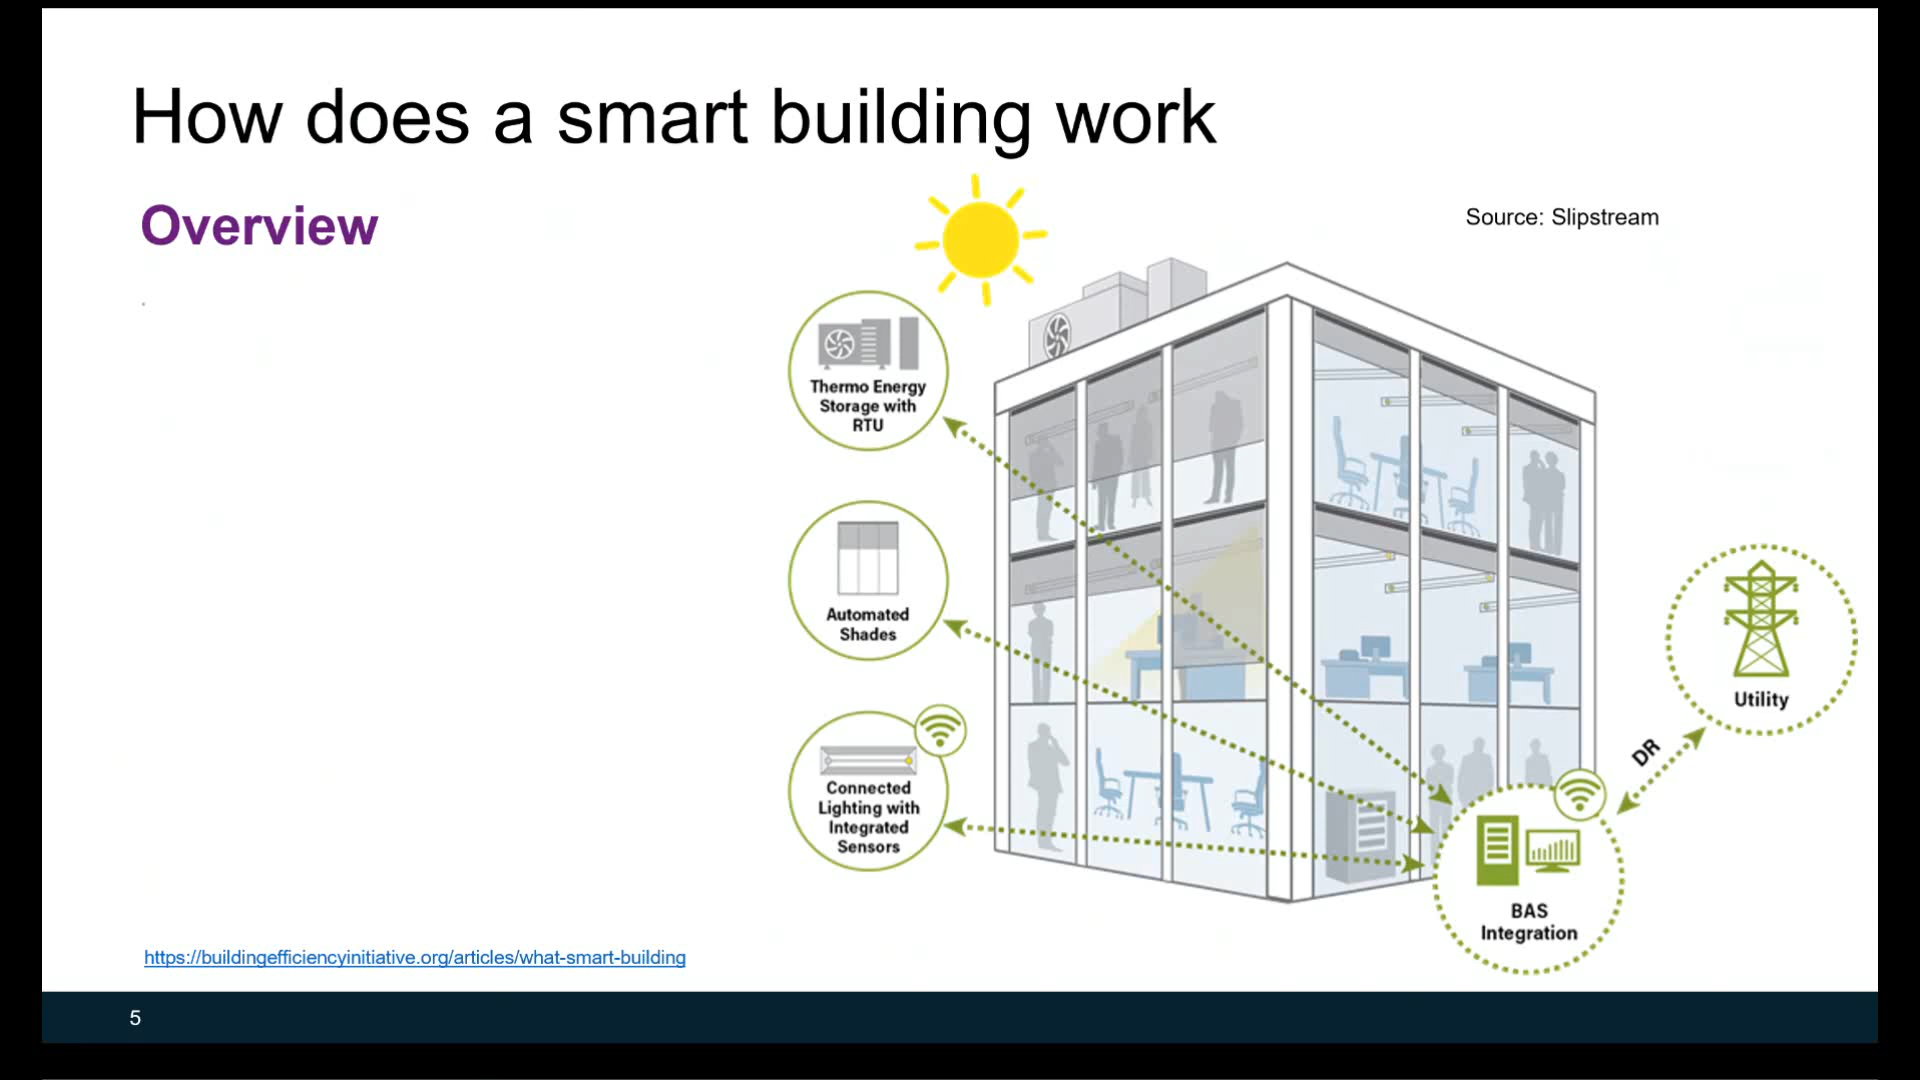 How does a smart building work
Overview
Source: Slipstream
Thermo Energy
Storage with
RTU
Automated
Shades
Connected
Lighting with
Integrated
Sensors
Utility
DR
BAS
Integration
https://buildingefficiencyinitiative.org/articles/what-smart-building
5